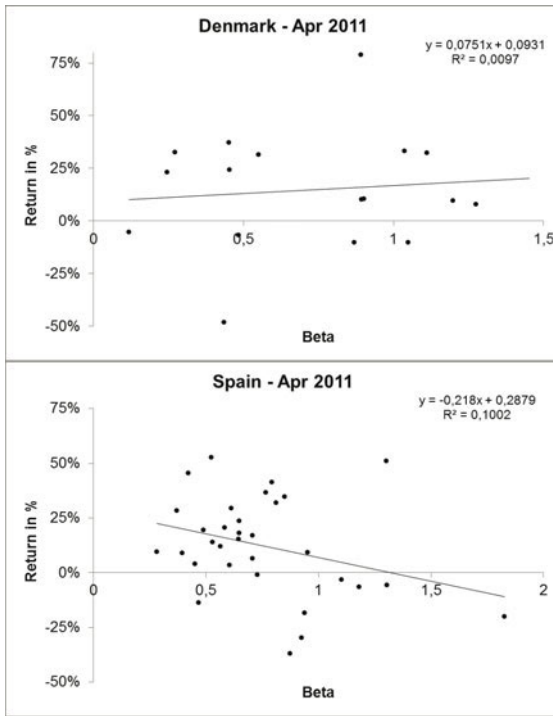 Denmark - Apr 2011
y = 0,0751x + 0,0931
R² = 0,0097
75%
50%
25%
0%
-25%
-50%
0
0,5
1
1,5
Return in %
Beta
Spain - Apr 2011
y = -0,218x + 0,2879
R² = 0,1002
75%
50%
25%
0%
-25%
-50%
0
0,5
1
1,5
2
Return in %
Beta